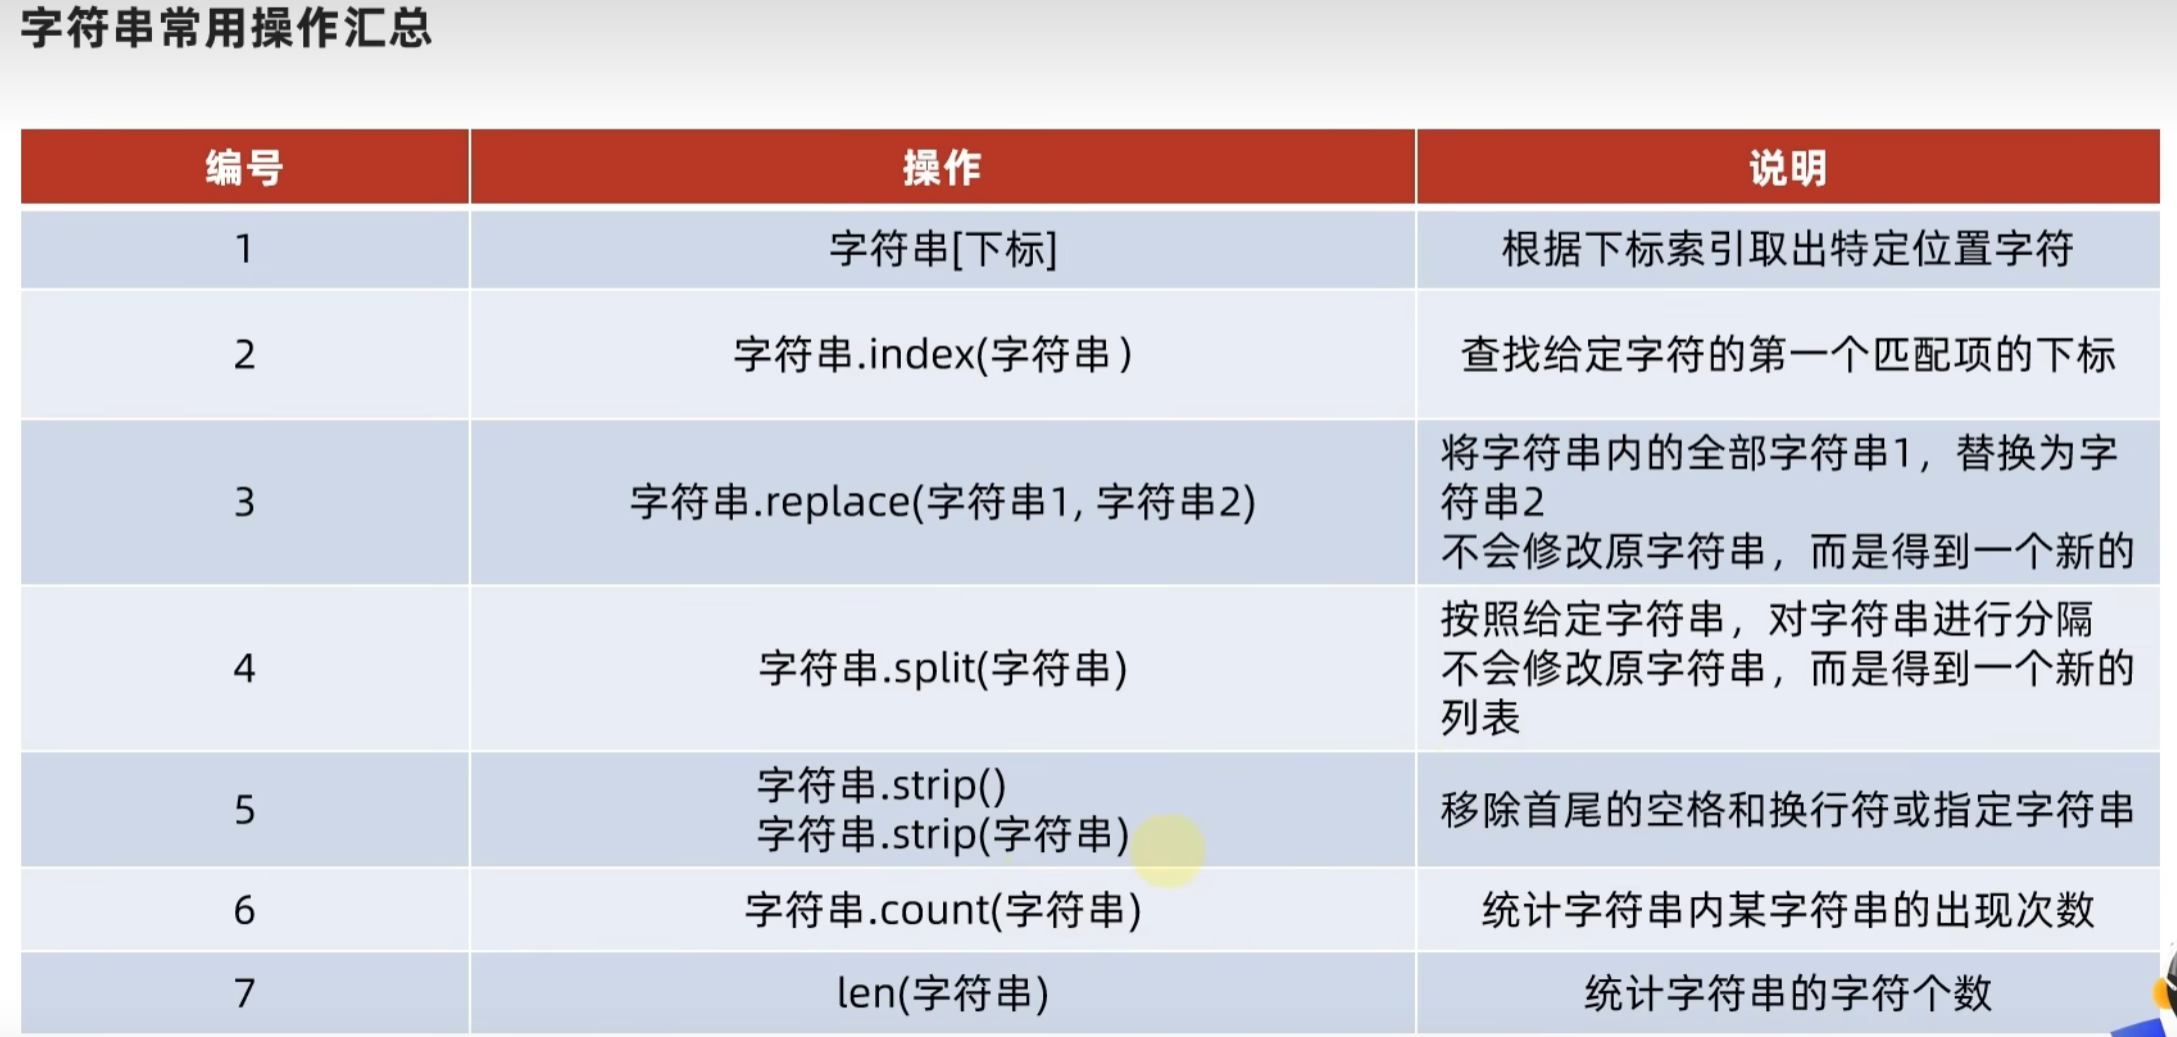 字符串常用操作汇总
编号 操作 说明
1 字符串[下标] 根据下标索引取出特定位置字符
2 字符串.index(字符串) 查找给定字符的第一个匹配项的下标
3 字符串.replace(字符串1, 字符串2) 将字符串内的全部字符串1，替换为字
符串2
不会修改原字符串，而是得到一个新的
4 字符串.split(字符串) 按照给定字符串，对字符串进行分隔
不会修改原字符串，而是得到一个新的
列表
5 字符串.strip()
字符串.strip(字符串) 移除首尾的空格和换行符或指定字符串
6 字符串.count(字符串) 统计字符串内某字符串的出现次数
7 len(字符串) 统计字符串的字符个数